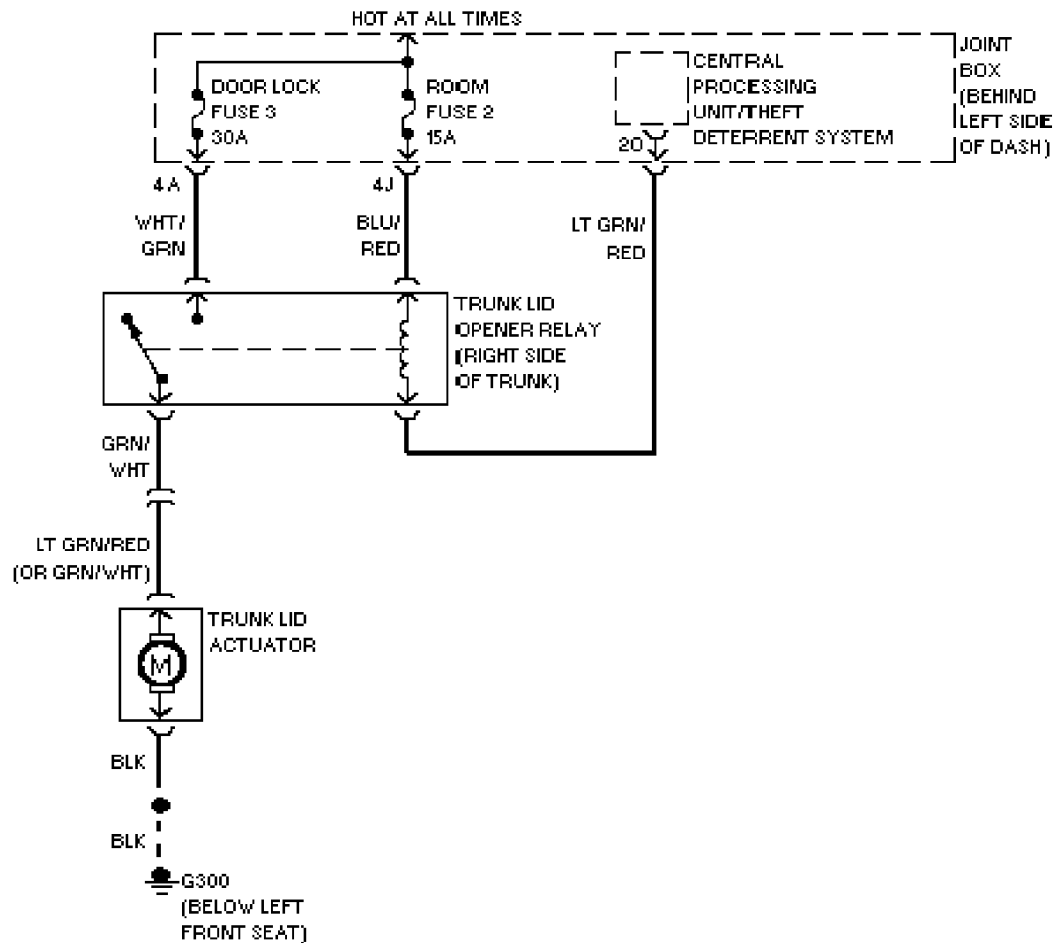 HOT AT ALL TIMES
JOINT
BOX
(BEHIND
LEFT SIDE
OF DASH)
DOOR LOCK
FUSE 3
30A
ROOM
FUSE 2
15A
CENTRAL
PROCESSING
UNIT/THEFT
DETERRENT SYSTEM
4A
4J
2O
WHT/
GRN
BLU/
RED
LT GRN/
RED
TRUNK LID
OPENER RELAY
(RIGHT SIDE
OF TRUNK)
GRN/
WHT
LT GRN/RED
(OR GRN/WHT)
TRUNK LID
ACTUATOR
M
BLK
BLK
G300
(BELOW LEFT
FRONT SEAT)